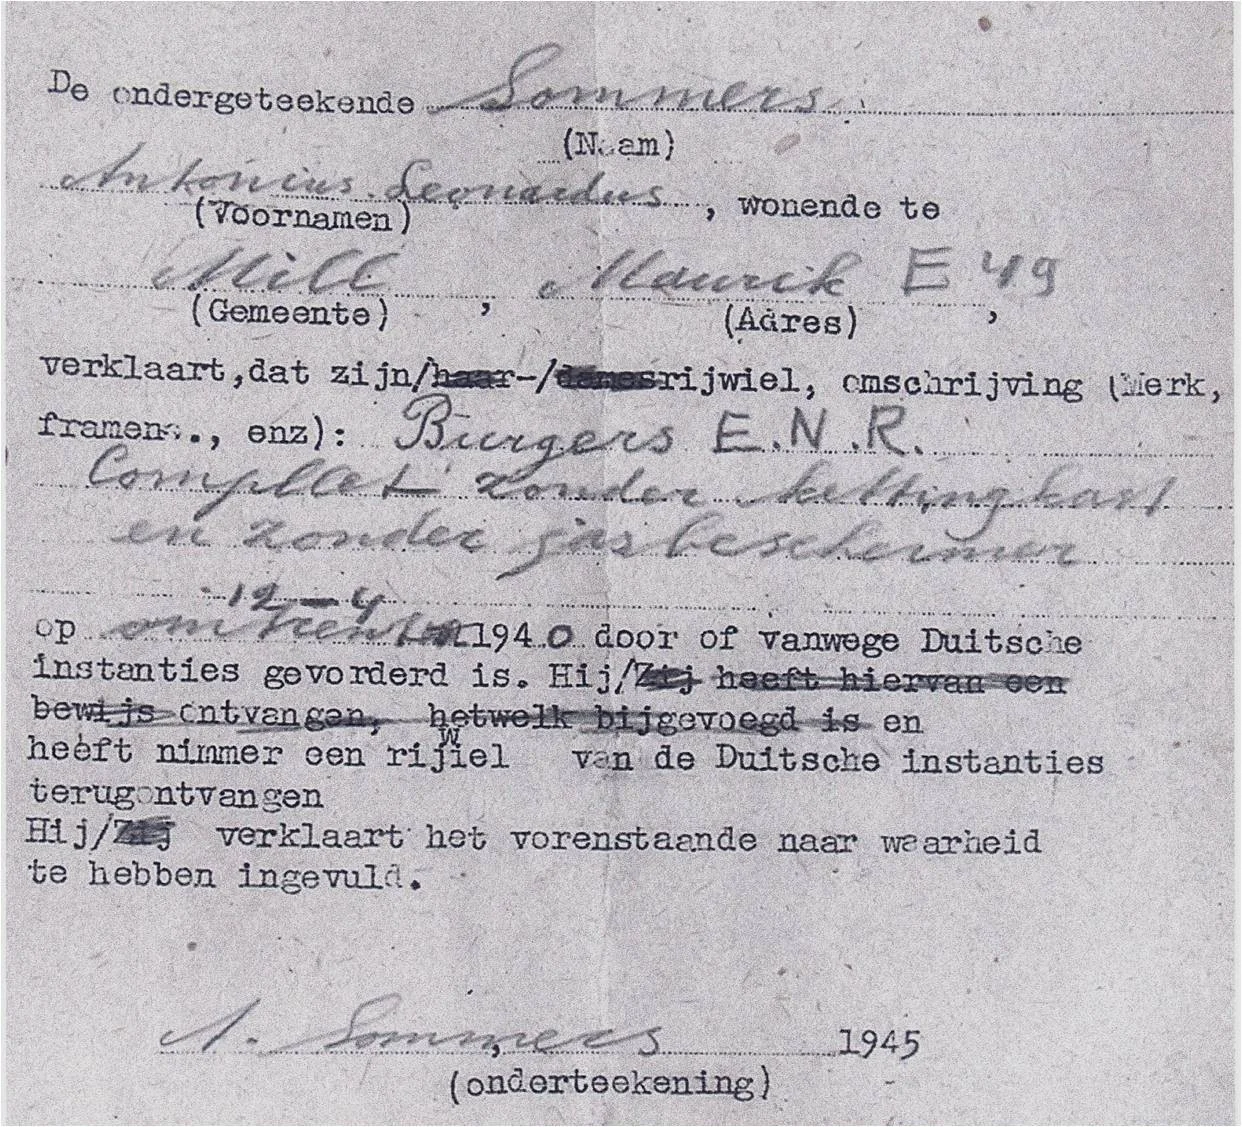 De ondergeteekende Sommers
(Naam)
Antonius Leonardus, wonende te
(Voornamen)
Mill, Maurik E 49,
(Gemeente) (Adres)
verklaart, dat zijn/haar-/damesrijwiel, omschrijving (Merk,
framenr., enz): Burgers E.N.R.
Compleet zonder kettingkast
en zonder jasbeschermer
12-4
op omtrent 1940 door of vanwege Duitsche
instanties gevorderd is. Hij/Zij heeft hiervan een
bewijs ontvangen, hetwelk bijgevoegd is en
heeft nimmer een rijwiel van de Duitsche instanties
terugontvangen
Hij/Zij verklaart het vorenstaande naar waarheid
te hebben ingevuld.
A. Sommers 1945
(onderteekening)